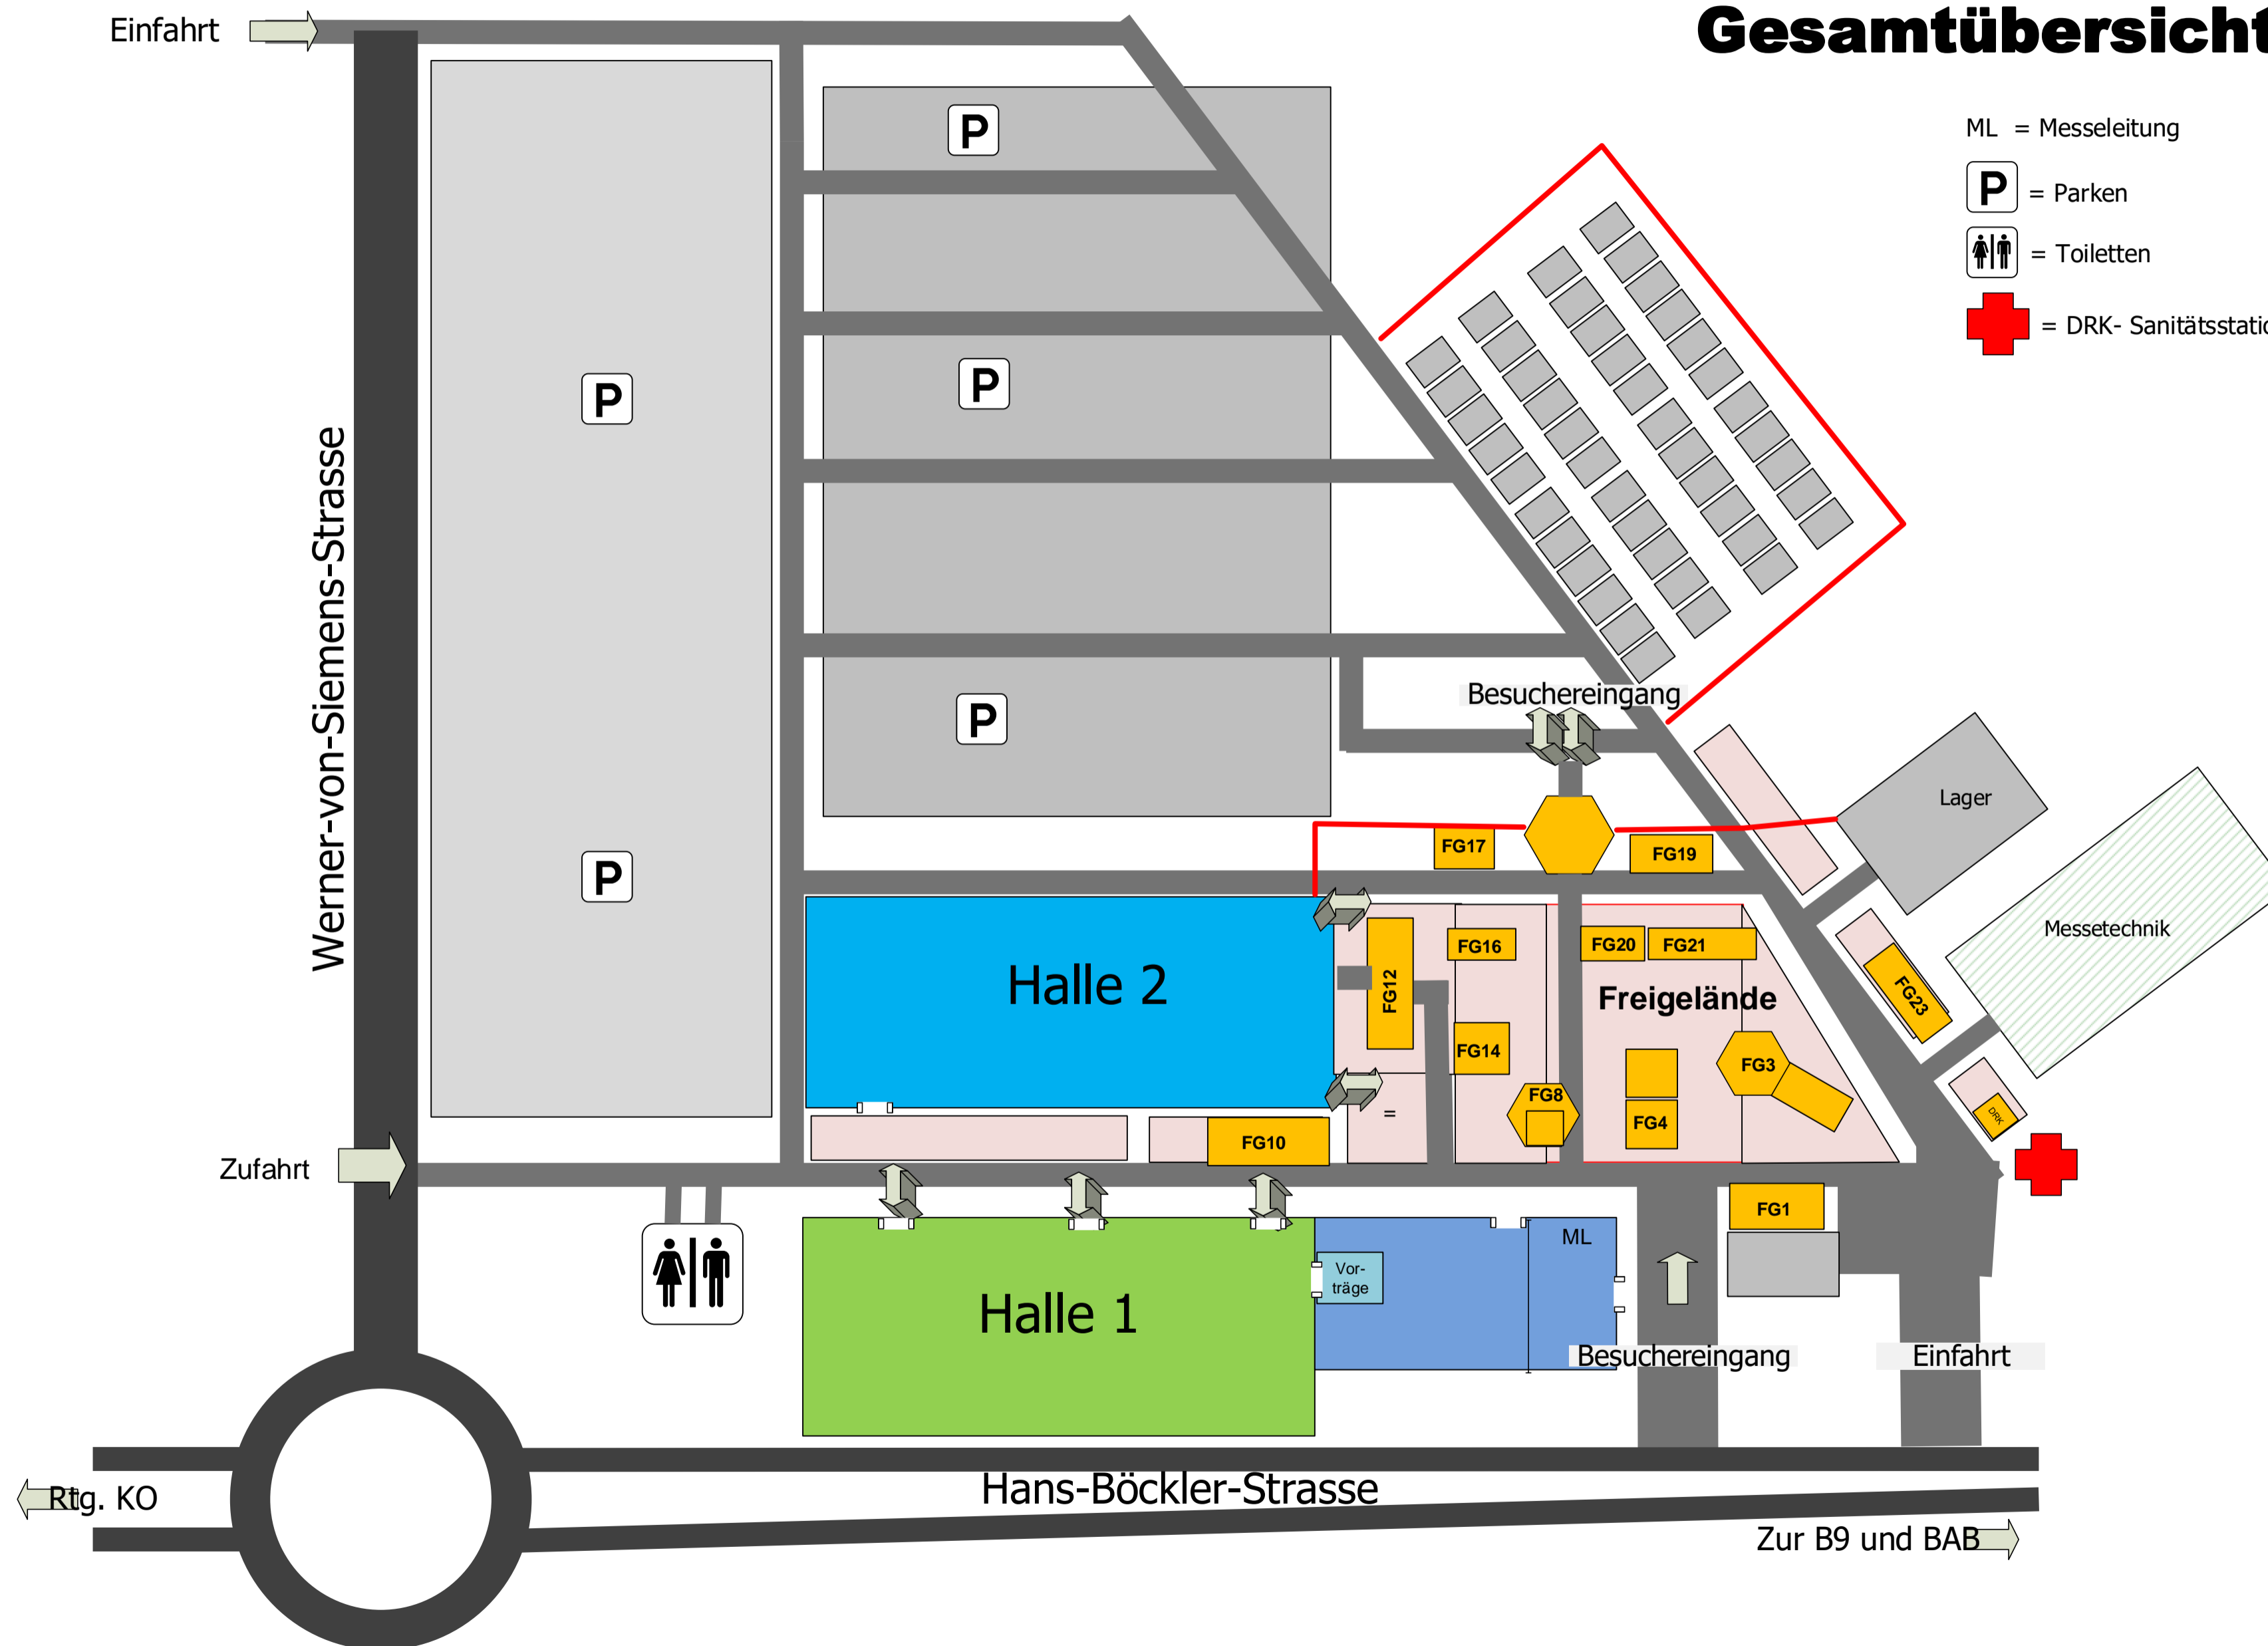 Gesamtübersicht
Einfahrt
ML = Messeleitung
P
= Parken
= Toiletten
= DRK- Sanitätsstatio
P
P
P
P
P
Werner-von-Siemens-Strasse
Besuchereingang
Lager
Messetechnik
FG17
FG19
Halle 2
FG12
FG16
FG20
FG21
Freigelände
FG23
FG14
FG3
FG8
FG4
=
DRK
FG10
Zufahrt
FG1
ML
Vor-
träge
Halle 1
Besuchereingang
Einfahrt
Hans-Böckler-Strasse
Rtg. KO
Zur B9 und BAB